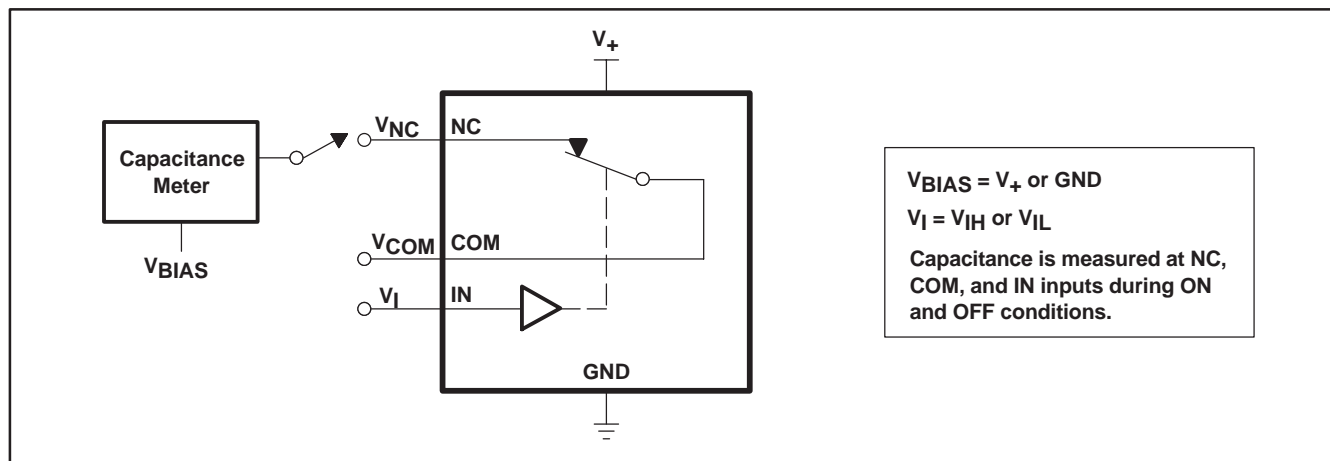 V+
VNC NC
Capacitance
Meter
VBIAS
VCOM COM
VI IN
GND
VBIAS = V+ or GND
VI = VIH or VIL
Capacitance is measured at NC,
COM, and IN inputs during ON
and OFF conditions.